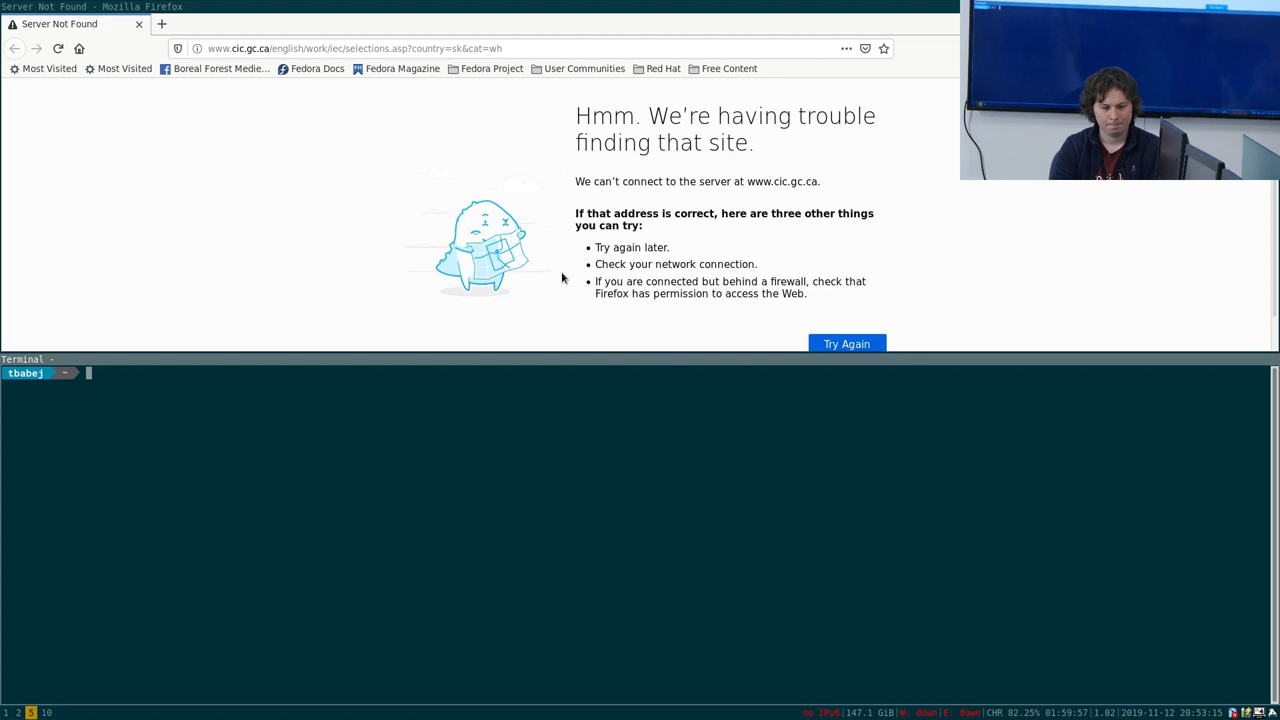 Server Not Found - Mozilla Firefox
Server Not Found
www.cic.gc.ca/english/work/iec/selections.asp?country=sk&cat=wh
Most Visited Most Visited Boreal Forest Medie... Fedora Docs Fedora Magazine Fedora Project User Communities Red Hat Free Content
Hmm. We're having trouble
finding that site.
We can't connect to the server at www.cic.gc.ca.
If that address is correct, here are three other things
you can try:
• Try again later.
• Check your network connection.
• If you are connected but behind a firewall, check that
Firefox has permission to access the Web.
Try Again
Terminal -
tbabej ~
1 2 5 10 no IPv6|147.1 GiB|W: down|E: down|CHR 82.25% 01:59:57|1.02|2019-11-12 20:53:15